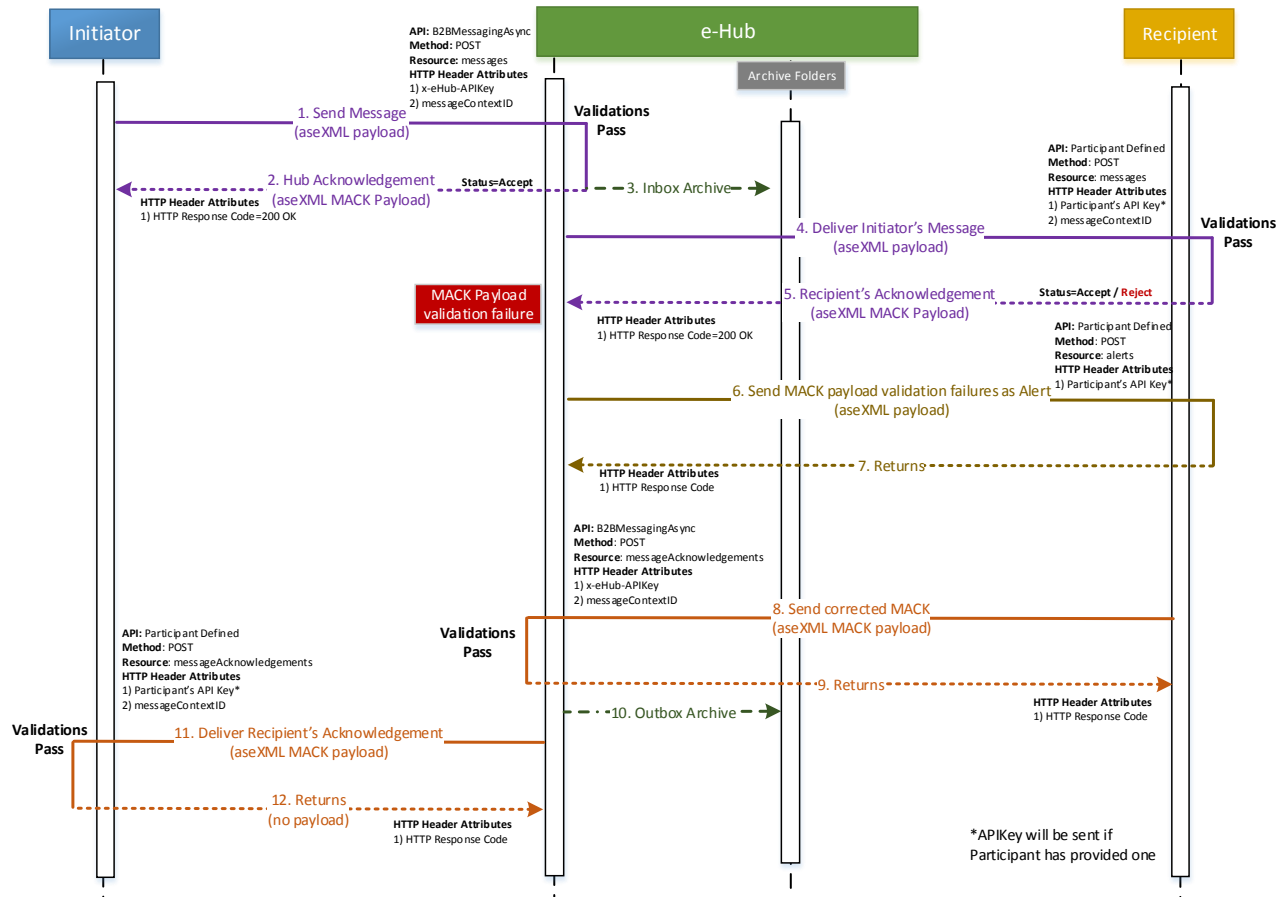 Initiator
e-Hub
Recipient
API: B2BMessagingAsync
Method: POST
Resource: messages
HTTP Header Attributes
1) x-eHub-APIKey
2) messageContextID
Archive Folders
1. Send Message
(aseXML payload)
Validations
Pass
2. Hub Acknowledgement
(aseXML MACK Payload)
Status=Accept
HTTP Header Attributes
1) HTTP Response Code=200 OK
3. Inbox Archive
API: Participant Defined
Method: POST
Resource: messages
HTTP Header Attributes
1) Participant's API Key*
2) messageContextID
4. Deliver Initiator's Message
(aseXML payload)
Validations
Pass
MACK Payload
validation failure
5. Recipient's Acknowledgement
(aseXML MACK Payload)
Status=Accept / Reject
HTTP Header Attributes
1) HTTP Response Code=200 OK
API: Participant Defined
Method: POST
Resource: alerts
HTTP Header Attributes
1) Participant's API Key*
6. Send MACK payload validation failures as Alert
(aseXML payload)
7. Returns
HTTP Header Attributes
1) HTTP Response Code
API: B2BMessagingAsync
Method: POST
Resource: messageAcknowledgements
HTTP Header Attributes
1) x-eHub-APIKey
2) messageContextID
8. Send corrected MACK
(aseXML MACK payload)
Validations
Pass
API: Participant Defined
Method: POST
Resource: messageAcknowledgements
HTTP Header Attributes
1) Participant's API Key*
2) messageContextID
9. Returns
HTTP Header Attributes
1) HTTP Response Code
10. Outbox Archive
Validations
Pass
11. Deliver Recipient's Acknowledgement
(aseXML MACK payload)
12. Returns
(no payload)
HTTP Header Attributes
1) HTTP Response Code
*APIKey will be sent if
Participant has provided one